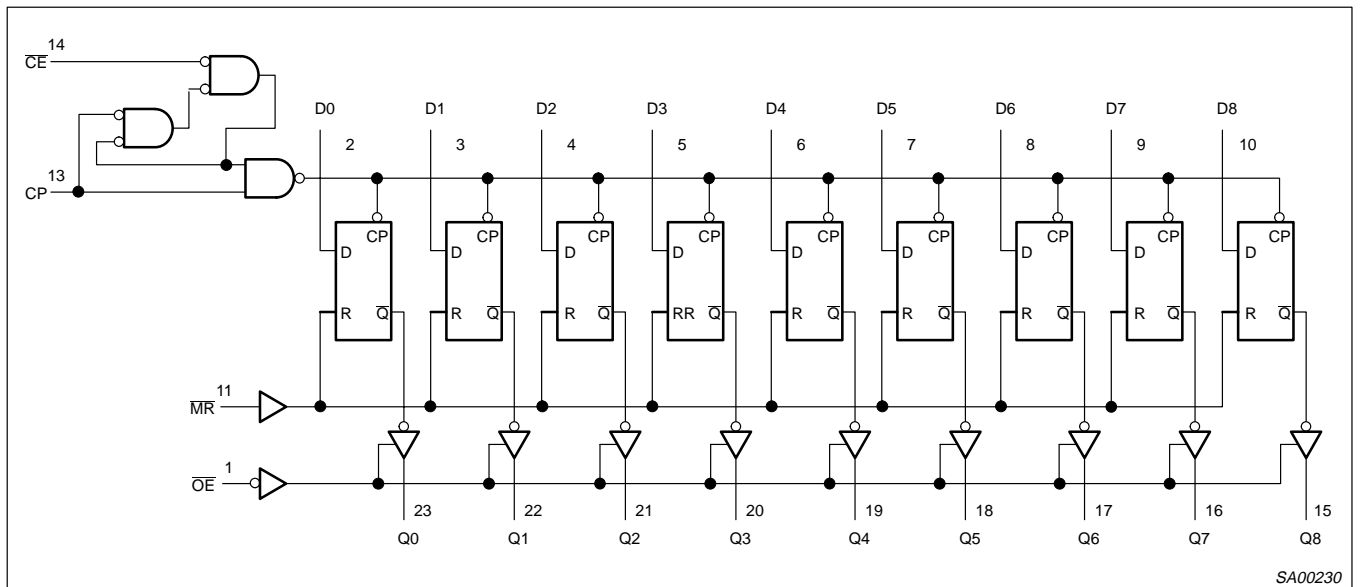 14
CE
D0 D1 D2 D3 D4 D5 D6 D7 D8
2 3 4 5 6 7 8 9 10
13
CP
CP CP CP CP CP CP CP CP CP
D D D D D D D D D
R Q R Q R Q RR Q R Q R Q R Q R Q R Q
11
MR
1
OE
23 22 21 20 19 18 17 16 15
Q0 Q1 Q2 Q3 Q4 Q5 Q6 Q7 Q8
SA00230